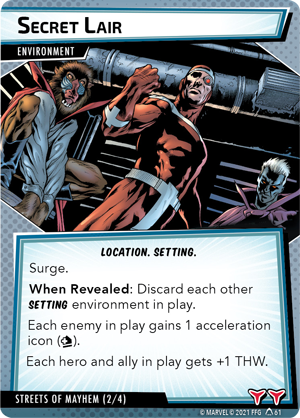 SECRET LAIR
ENVIRONMENT
LOCATION. SETTING.
Surge.
When Revealed: Discard each other
SETTING environment in play.
Each enemy in play gains 1 acceleration
icon ( ).
Each hero and ally in play gets +1 THW.
STREETS OF MAYHEM (2/4)
© MARVEL © 2021 FFG 61